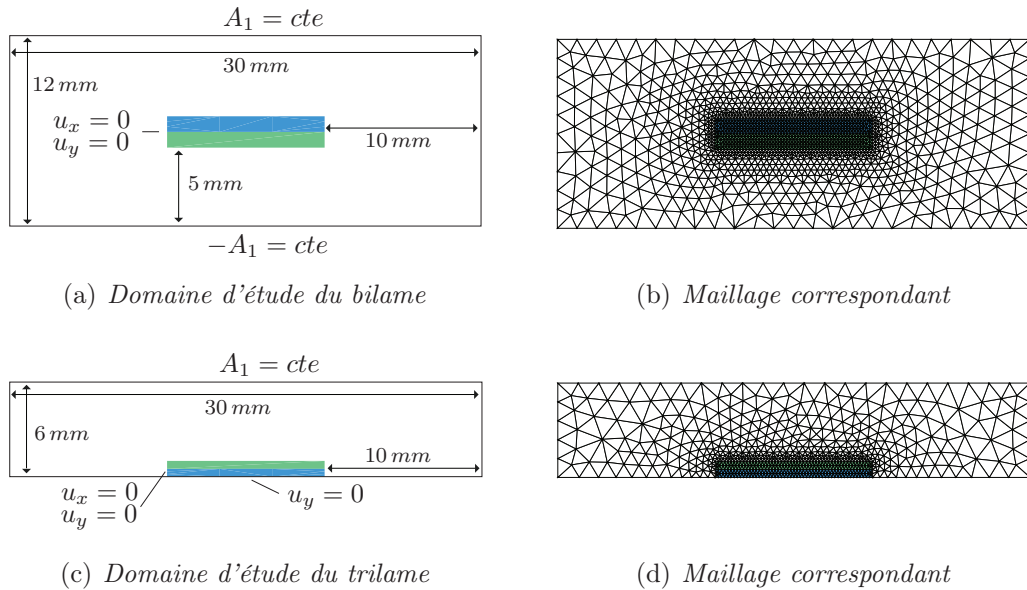 A₁ = cte
30 mm
12 mm
uₓ = 0
u_y = 0
10 mm
5 mm
−A₁ = cte
(a) Domaine d'étude du bilame
(b) Maillage correspondant
A₁ = cte
30 mm
6 mm
10 mm
uₓ = 0
u_y = 0
u_y = 0
(c) Domaine d'étude du trilame
(d) Maillage correspondant